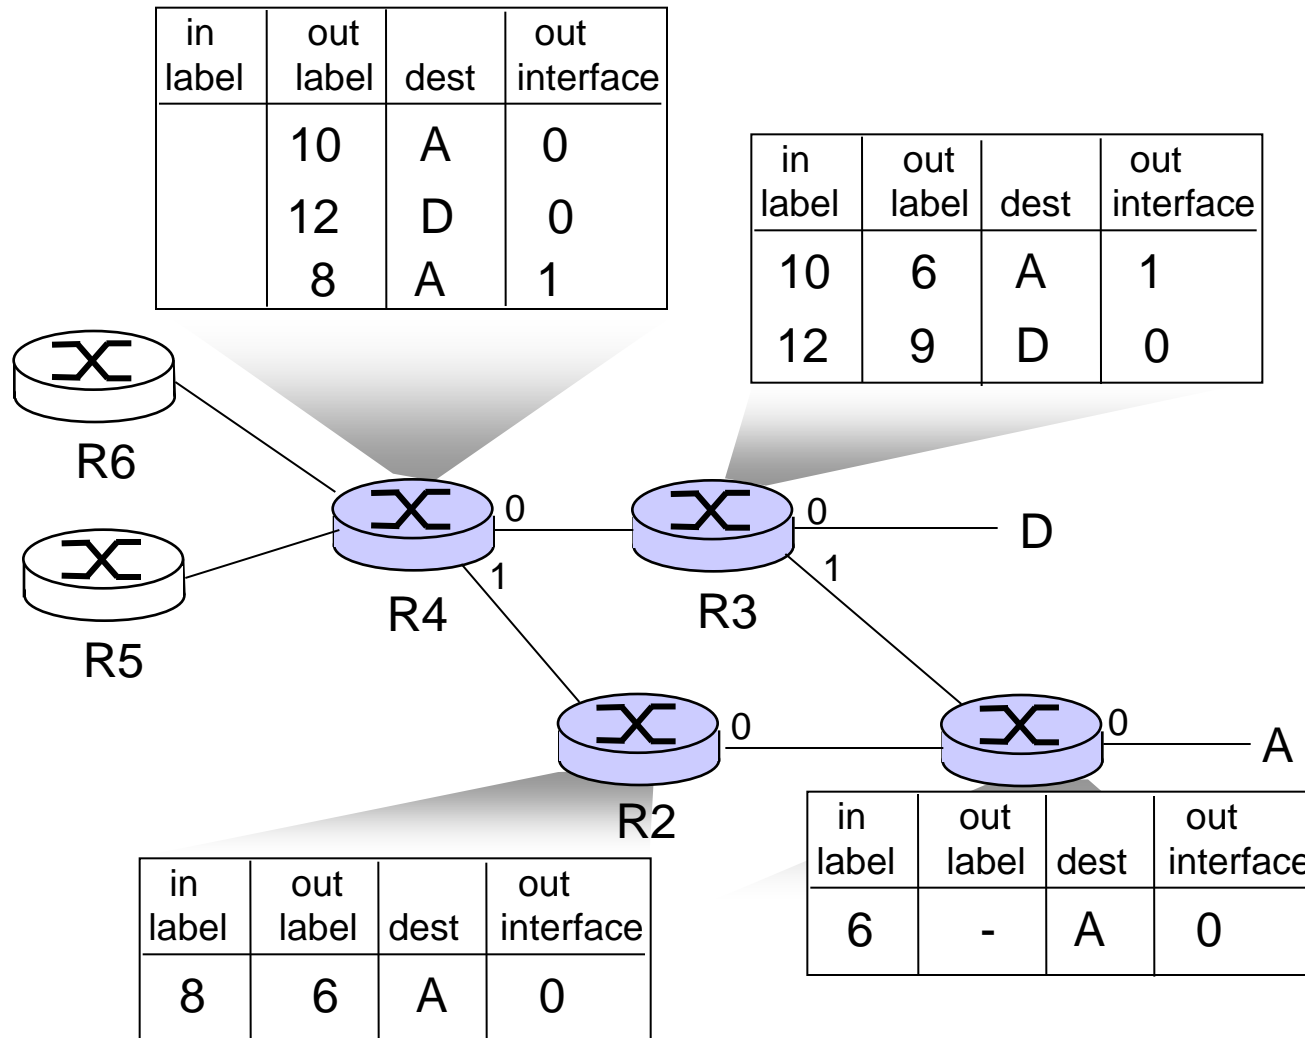 in out out
label label dest interface
10 A 0
12 D 0
8 A 1
in out out
label label dest interface
10 6 A 1
12 9 D 0
R6
R5
0
1
R4
0
1
R3
D
0
R2
0
A
in out out
label label dest interface
8 6 A 0
in out out
label label dest interface
6 - A 0